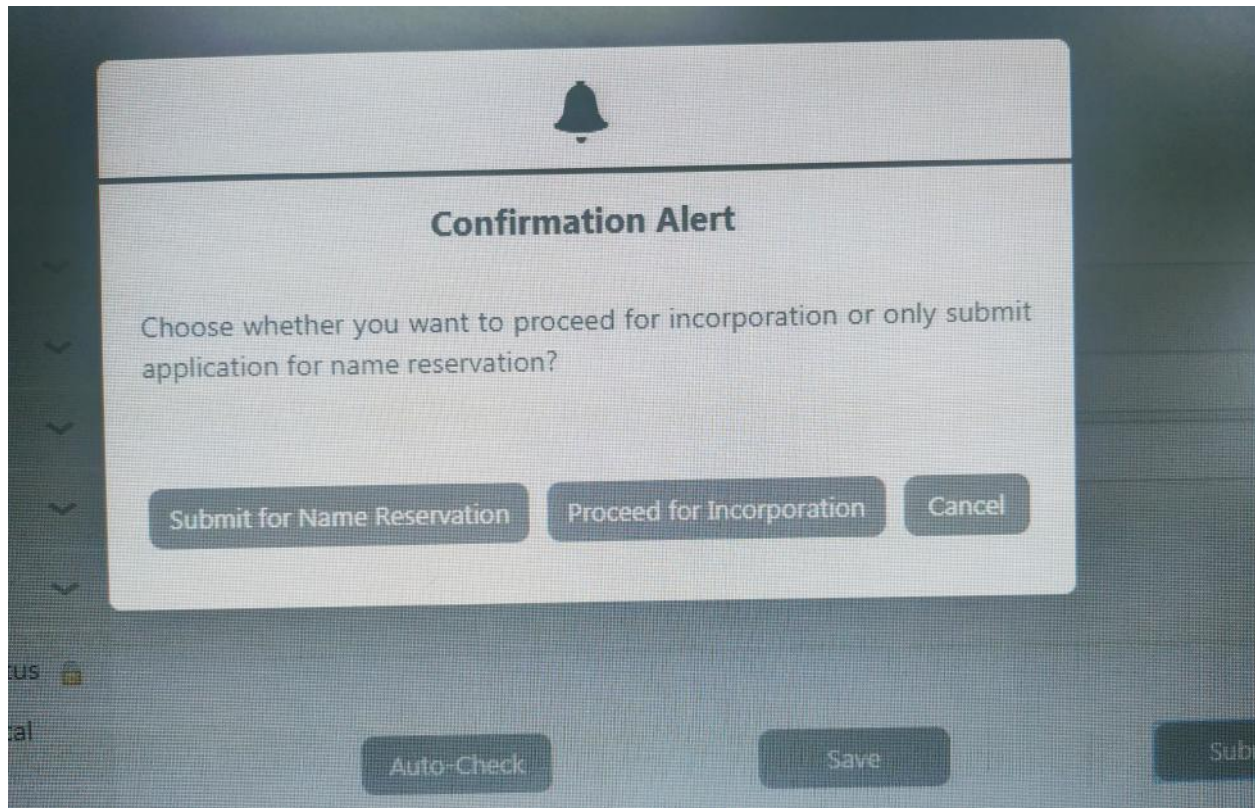 Confirmation Alert
Choose whether you want to proceed for incorporation or only submit
application for name reservation?
Submit for Name Reservation
Proceed for Incorporation
Cancel
Auto-Check
Save